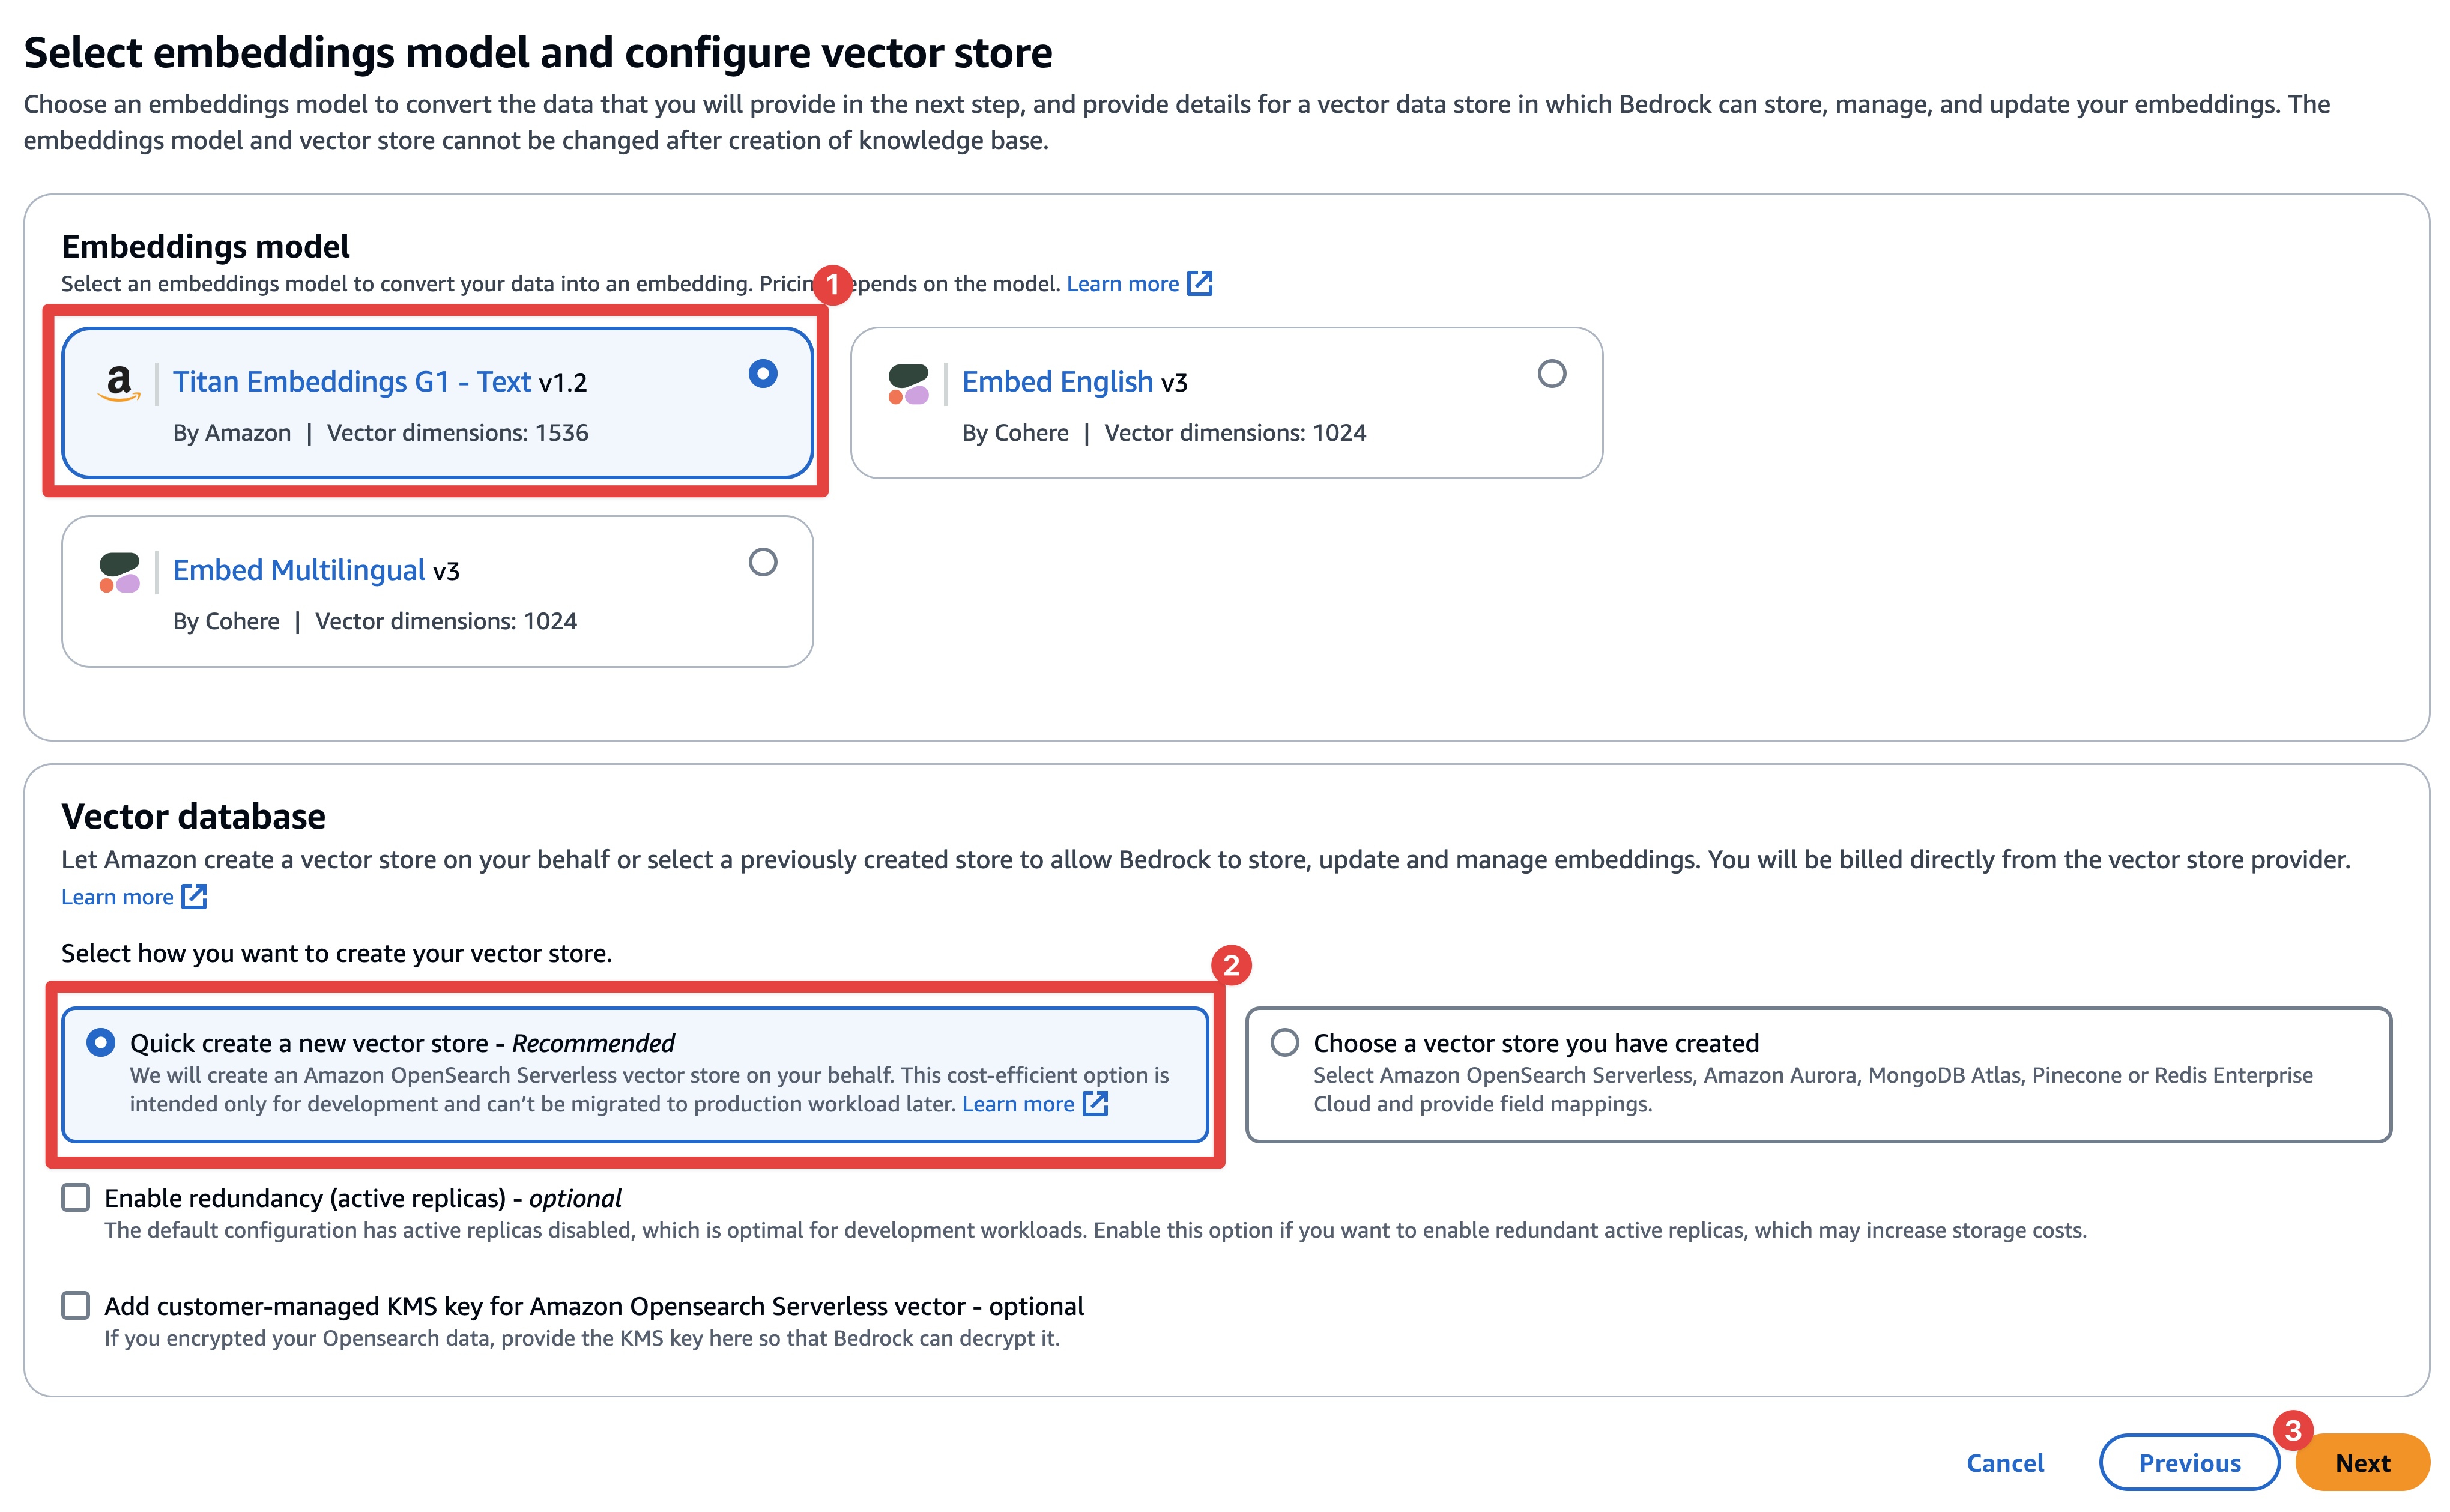 Select embeddings model and configure vector store
Choose an embeddings model to convert the data that you will provide in the next step, and provide details for a vector data store in which Bedrock can store, manage, and update your embeddings. The
embeddings model and vector store cannot be changed after creation of knowledge base.
Embeddings model
Select an embeddings model to convert your data into an embedding. Pricin 1 epends on the model. Learn more
a Titan Embeddings G1 - Text v1.2
By Amazon | Vector dimensions: 1536
Embed English v3
By Cohere | Vector dimensions: 1024
Embed Multilingual v3
By Cohere | Vector dimensions: 1024
Vector database
Let Amazon create a vector store on your behalf or select a previously created store to allow Bedrock to store, update and manage embeddings. You will be billed directly from the vector store provider.
Learn more
Select how you want to create your vector store.
2
Quick create a new vector store - Recommended
We will create an Amazon OpenSearch Serverless vector store on your behalf. This cost-efficient option is
intended only for development and can’t be migrated to production workload later. Learn more
Choose a vector store you have created
Select Amazon OpenSearch Serverless, Amazon Aurora, MongoDB Atlas, Pinecone or Redis Enterprise
Cloud and provide field mappings.
Enable redundancy (active replicas) - optional
The default configuration has active replicas disabled, which is optimal for development workloads. Enable this option if you want to enable redundant active replicas, which may increase storage costs.
Add customer-managed KMS key for Amazon Opensearch Serverless vector - optional
If you encrypted your Opensearch data, provide the KMS key here so that Bedrock can decrypt it.
3
Cancel Previous Next